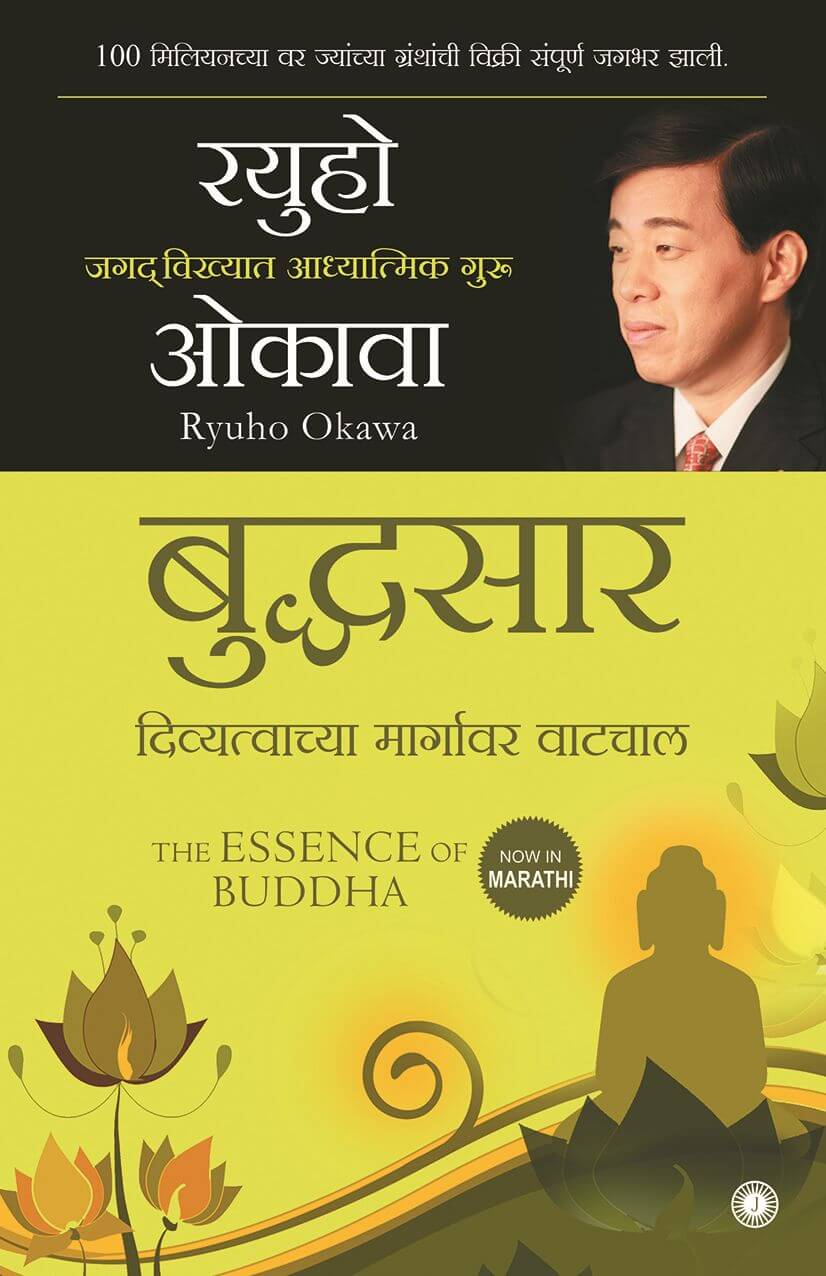 100 मिलियनच्या वर ज्यांच्या ग्रंथांची विक्री संपूर्ण जगभर झाली.
रयुहो
जगद्विख्यात आध्यात्मिक गुरू
ओकावा
Ryuho Okawa
बुद्धसार
दिव्यत्वाच्या मार्गावर वाटचाल
THE ESSENCE OF
BUDDHA
NOW IN
MARATHI
J